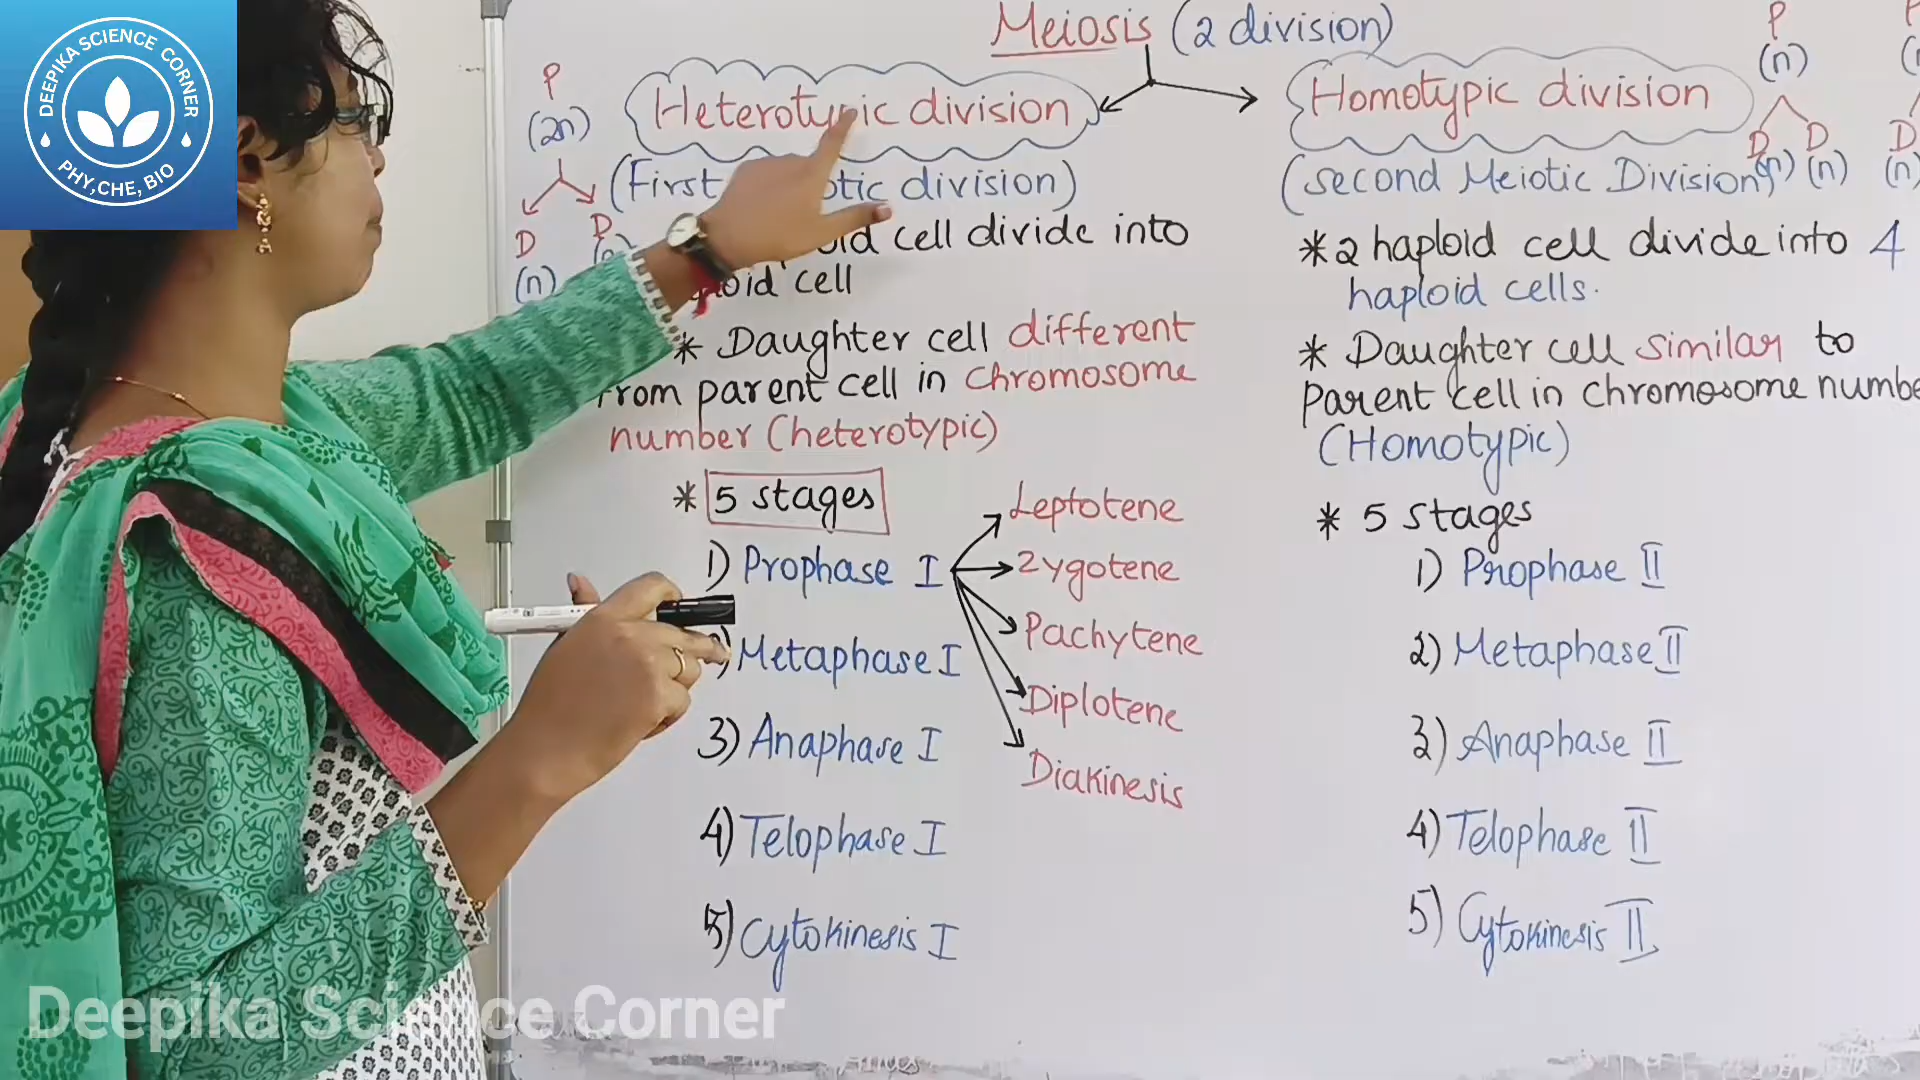 DEEPIKA SCIENCE CORNER
PHY,CHE, BIO
Meiosis (2 division)
P
(2n)
D
(n)
Heterotypic division
(First otic division)
cell divide into
cell
* Daughter cell different
from parent cell in chromosome
number (heterotypic)
* 5 stages
1) Prophase I
Leptotene
Zygotene
Pachytene
Diplotene
Diakinesis
2) Metaphase I
3) Anaphase I
4) Telophase I
5) Cytokinesis I
P
(n)
D D
(n) (n)
D
(n)
Homotypic division
(second Meiotic Division)
* 2 haploid cell divide into 4
haploid cells.
* Daughter cell similar to
parent cell in chromosome numbe
(Homotypic)
* 5 stages
1) Prophase II
2) Metaphase II
3) Anaphase II
4) Telophase II
5) Cytokinesis II
Deepika Science Corner